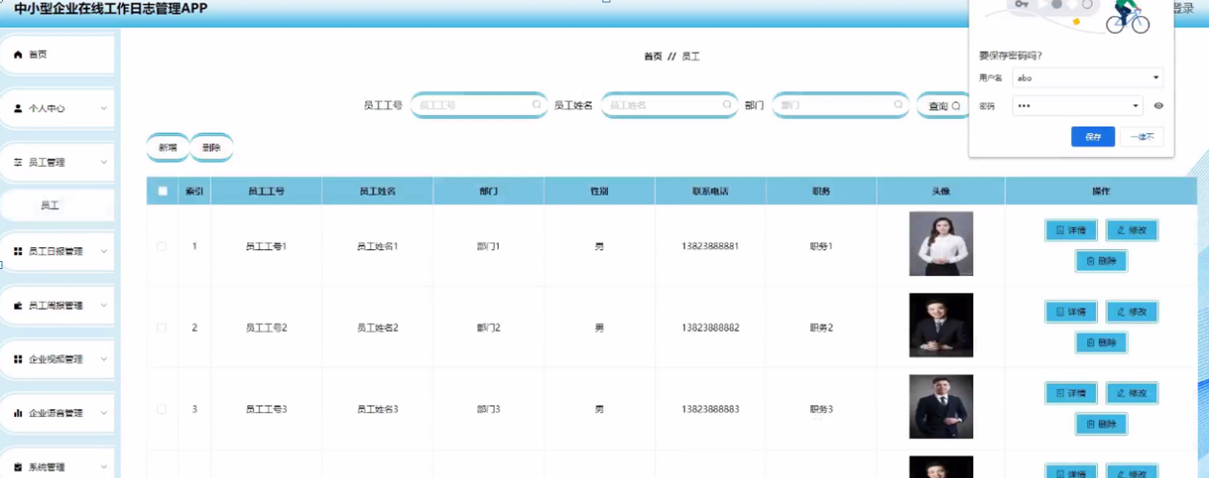 中小型企业在线工作日志管理APP
登录
首页
个人中心
员工管理
员工
员工日报管理
员工周报管理
企业视频管理
企业语音管理
系统管理
首页 // 员工
员工工号 员工工号 员工姓名 员工姓名 部门 部门 查询
新增 删除
索引 员工工号 员工姓名 部门 性别 联系电话 职务 头像 操作
1 员工工号1 员工姓名1 部门1 男 13823888881 职务1 详情 修改
删除
2 员工工号2 员工姓名2 部门2 男 13823888882 职务2 详情 修改
删除
3 员工工号3 员工姓名3 部门3 男 13823888883 职务3 详情 修改
删除
详情 修改
要保存密码吗?
用户名 abo
密码 •••
保存 一律不